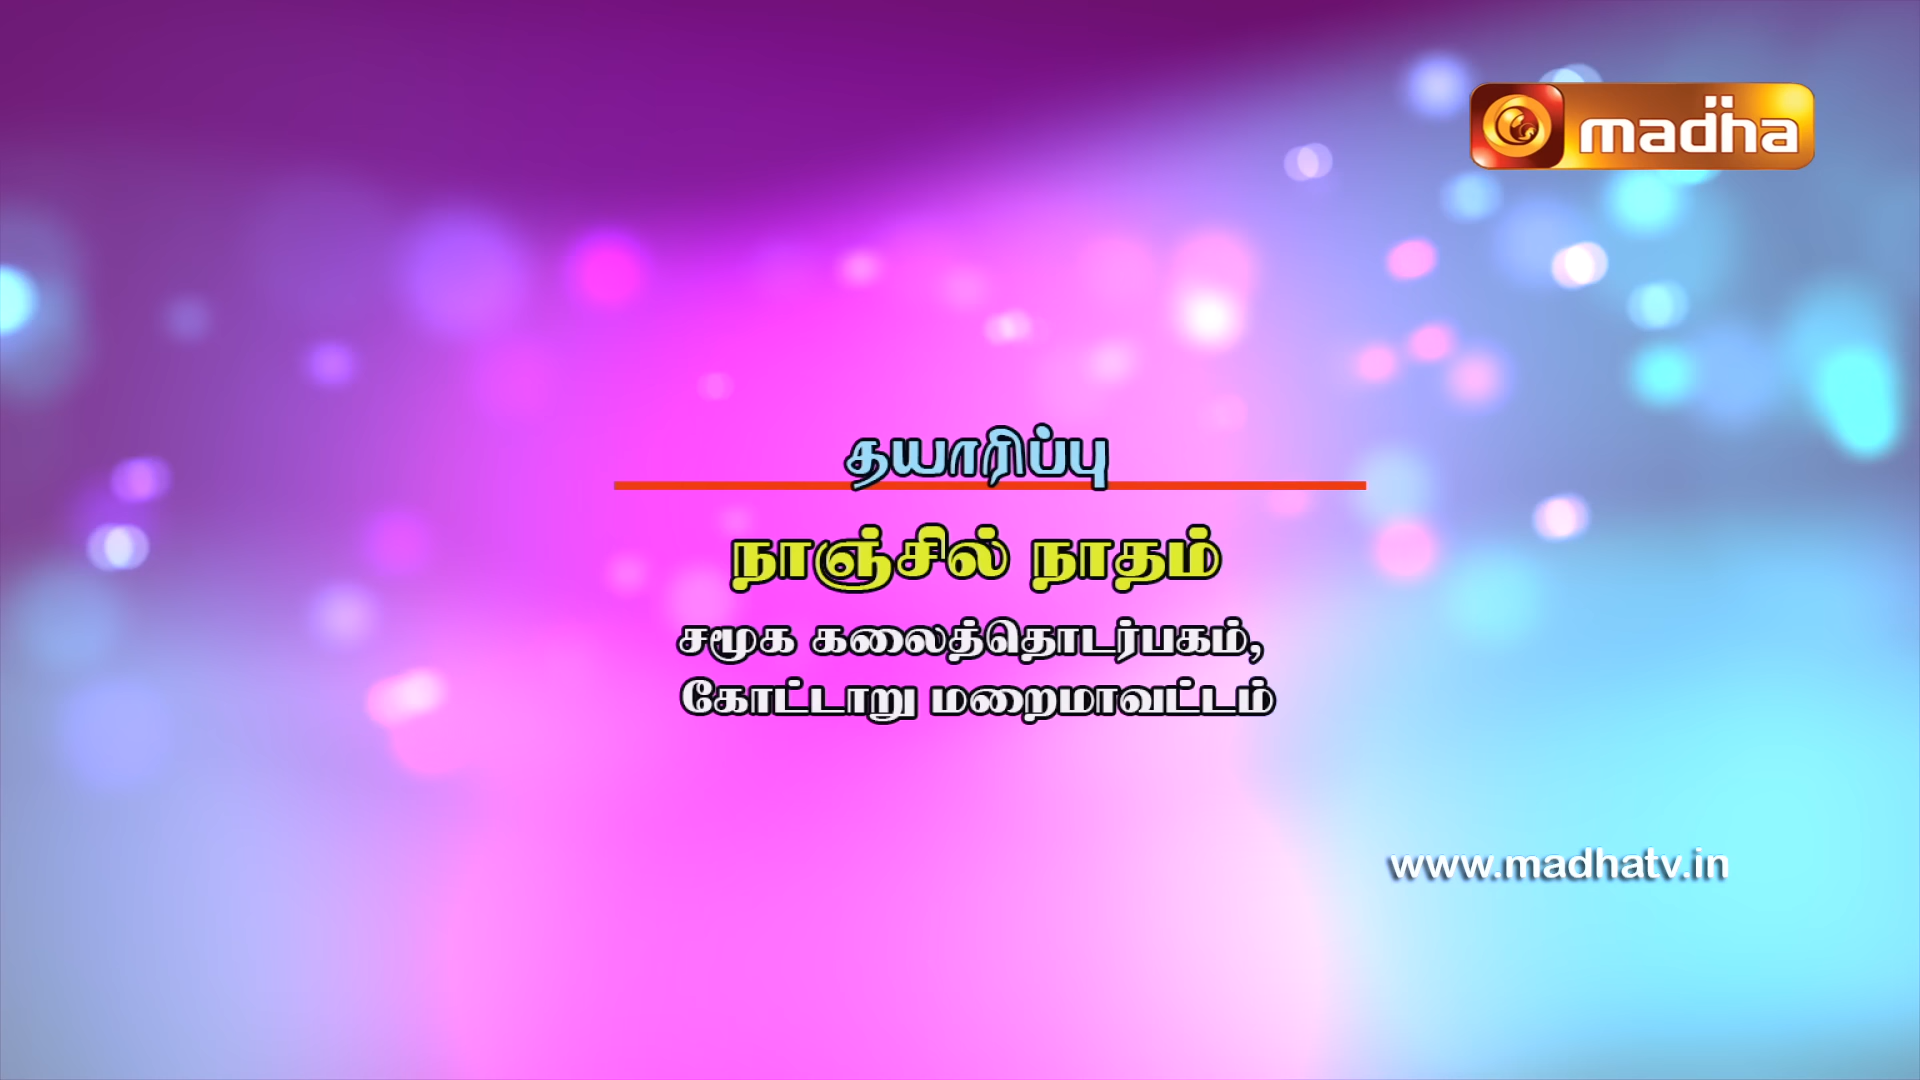 madha
தயாரிப்பு
நாஞ்சில் நாதம்
சமூக கலைத்தொடர்பகம்,
கோட்டாறு மறைமாவட்டம்
www.madhatv.in